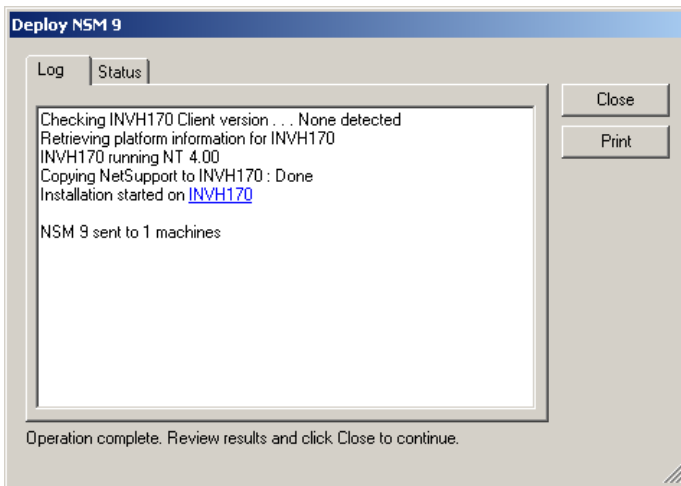 Deploy NSM 9
Log
Status
Close
Print
Checking INVH170 Client version . . . None detected
Retrieving platform information for INVH170
INVH170 running NT 4.00
Copying NetSupport to INVH170 : Done
Installation started on INVH170
NSM 9 sent to 1 machines
Operation complete. Review results and click Close to continue.